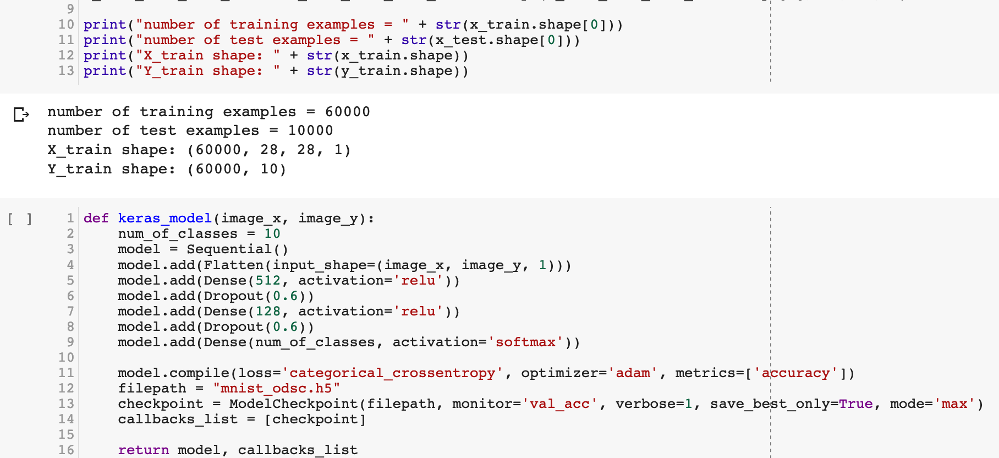 9
10 print("number of training examples = " + str(x_train.shape[0]))
11 print("number of test examples = " + str(x_test.shape[0]))
12 print("X_train shape: " + str(x_train.shape))
13 print("Y_train shape: " + str(y_train.shape))
number of training examples = 60000
number of test examples = 10000
X_train shape: (60000, 28, 28, 1)
Y_train shape: (60000, 10)
[ ] 1 def keras_model(image_x, image_y):
2     num_of_classes = 10
3     model = Sequential()
4     model.add(Flatten(input_shape=(image_x, image_y, 1)))
5     model.add(Dense(512, activation='relu'))
6     model.add(Dropout(0.6))
7     model.add(Dense(128, activation='relu'))
8     model.add(Dropout(0.6))
9     model.add(Dense(num_of_classes, activation='softmax'))
10
11     model.compile(loss='categorical_crossentropy', optimizer='adam', metrics=['accuracy'])
12     filepath = "mnist_odsc.h5"
13     checkpoint = ModelCheckpoint(filepath, monitor='val_acc', verbose=1, save_best_only=True, mode='max')
14     callbacks_list = [checkpoint]
15
16     return model, callbacks_list